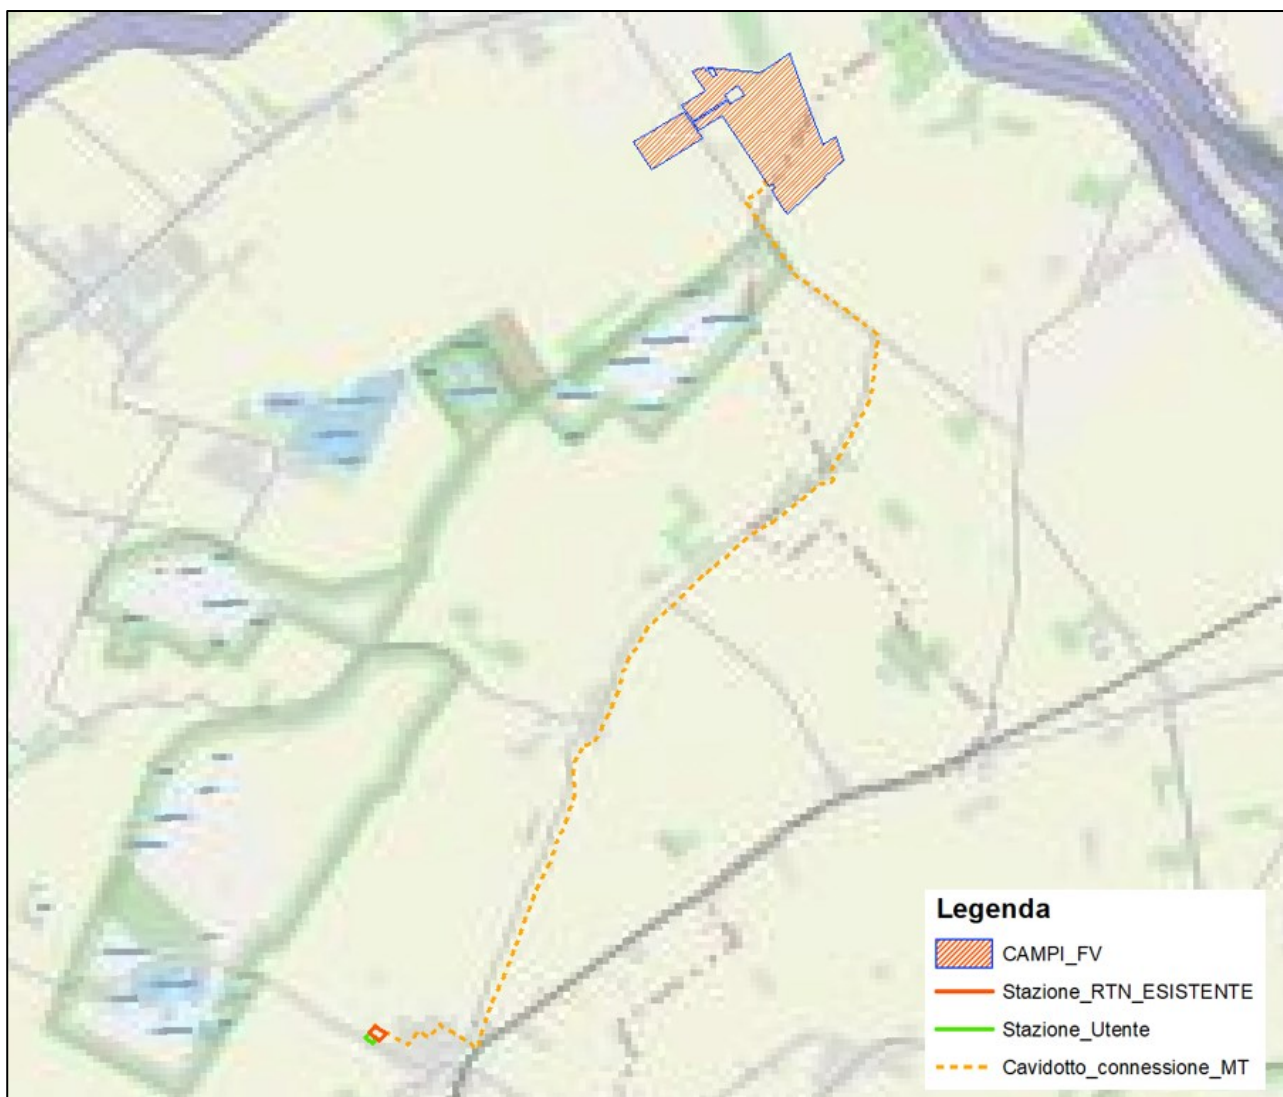 Legenda
CAMPI_FV
Stazione_RTN_ESISTENTE
Stazione_Utente
Cavidotto_connessione_MT